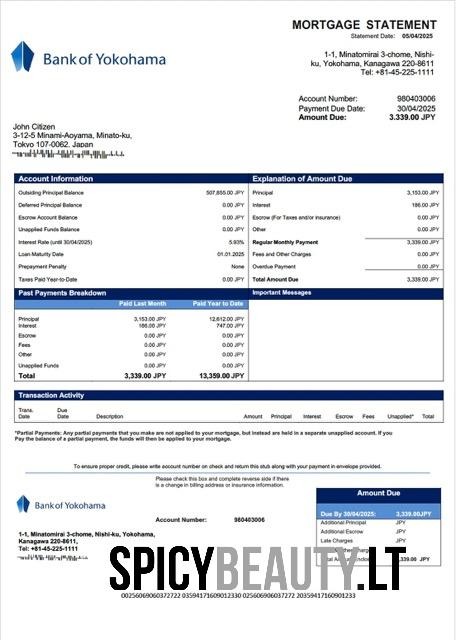 MORTGAGE STATEMENT
Statement Date: 05/04/2025
Bank of Yokohama
1-1, Minatomirai 3-chome, Nishi-
ku, Yokohama, Kanagawa 220-8611
Tel: +81-45-225-1111
Account Number: 980403006
Payment Due Date: 30/04/2025
Amount Due: 3.339.00 JPY
John Citizen
3-12-5 Minami-Aoyama, Minato-ku,
Tokyo 107-0062, Japan
Account Information
Outsiding Principal Balance 507,855.00 JPY
Deferred Principal Balance 0.00 JPY
Escrow Account Balance 0.00 JPY
Unapplied Funds Balance 0.00 JPY
Interest Rate (until 30/04/2025) 5.93%
Loan Maturity Date 01.01.2025
Prepayment Penalty None
Taxes Paid Year-to-Date 0.00 JPY
Explanation of Amount Due
Principal 3,153.00 JPY
Interest 186.00 JPY
Escrow (For Taxes and/or insurance) 0.00 JPY
Other 0.00 JPY
Regular Monthly Payment 3,339.00 JPY
Fees and Other Charges 0.00 JPY
Overdue Payment 0.00 JPY
Total Amount Due 3,339.00 JPY
Past Payments Breakdown
Paid Last Month Paid Year to Date
Principal 3,153.00 JPY 12,612.00 JPY
Interest 186.00 JPY 747.00 JPY
Escrow 0.00 JPY 0.00 JPY
Fees 0.00 JPY 0.00 JPY
Other 0.00 JPY 0.00 JPY
Unapplied Funds 0.00 JPY 0.00 JPY
Total 3,339.00 JPY 13,359.00 JPY
Important Messages
Transaction Activity
Trans. Date Due Date Description Amount Principal Interest Escrow Fees Unapplied* Total
*Partial Payments: Any partial payments that you make are not applied to your mortgage, but instead are held in a separate unapplied account. If you
Pay the balance of a partial payment, the funds will then be applied to your mortgage.
To ensure proper credit, please write account number on check and return this stub along with your payment in envelope provided.
Please check this box and complete reverse side if there
is a change in billing address or insurance information.
Bank of Yokohama
Account Number: 980403006
1-1, Minatomirai 3-chome, Nishi-ku, Yokohama,
Kanagawa 220-8611,
Tel: +81-45-225-1111
Amount Due
Due By 30/04/2025: 3,339.00JPY
Additional Principal JPY
Additional Escrow JPY
Late Charges JPY
JPY
3,339.00 JPY
SPICYBEAUTY.LT